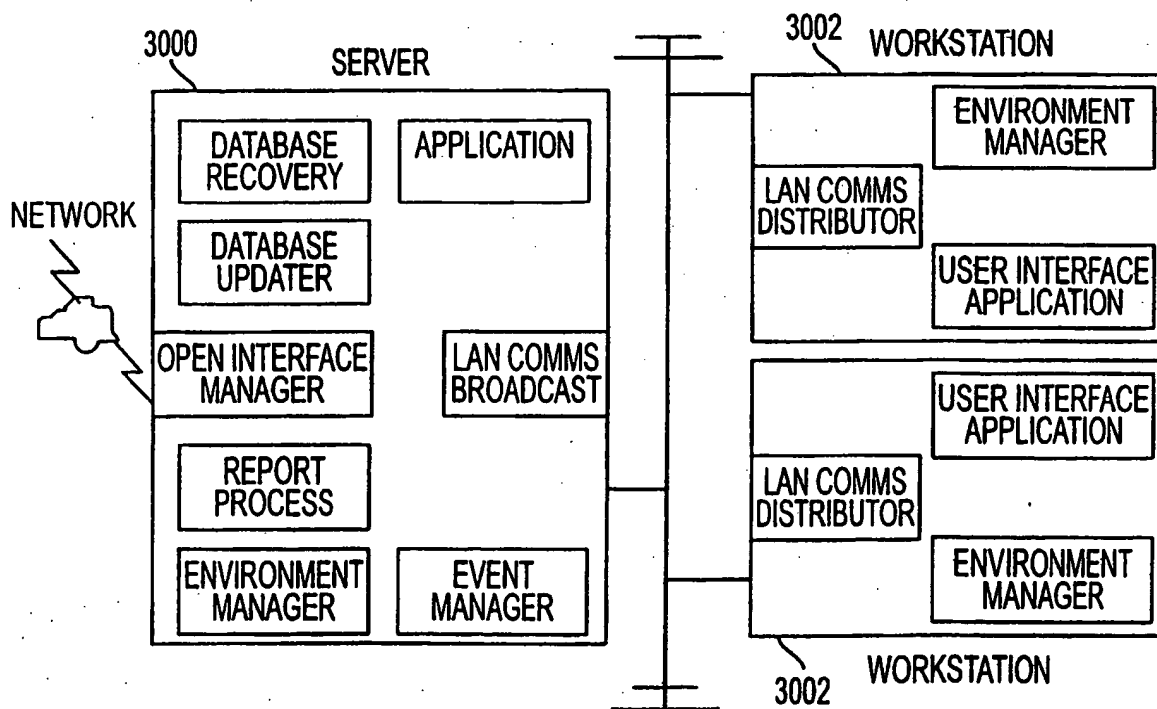 3000
SERVER
DATABASE
RECOVERY
APPLICATION
NETWORK
DATABASE
UPDATER
OPEN INTERFACE
MANAGER
LAN COMMS
BROADCAST
REPORT
PROCESS
ENVIRONMENT
MANAGER
EVENT
MANAGER
3002
WORKSTATION
ENVIRONMENT
MANAGER
LAN COMMS
DISTRIBUTOR
USER INTERFACE
APPLICATION
USER INTERFACE
APPLICATION
LAN COMMS
DISTRIBUTOR
ENVIRONMENT
MANAGER
3002
WORKSTATION